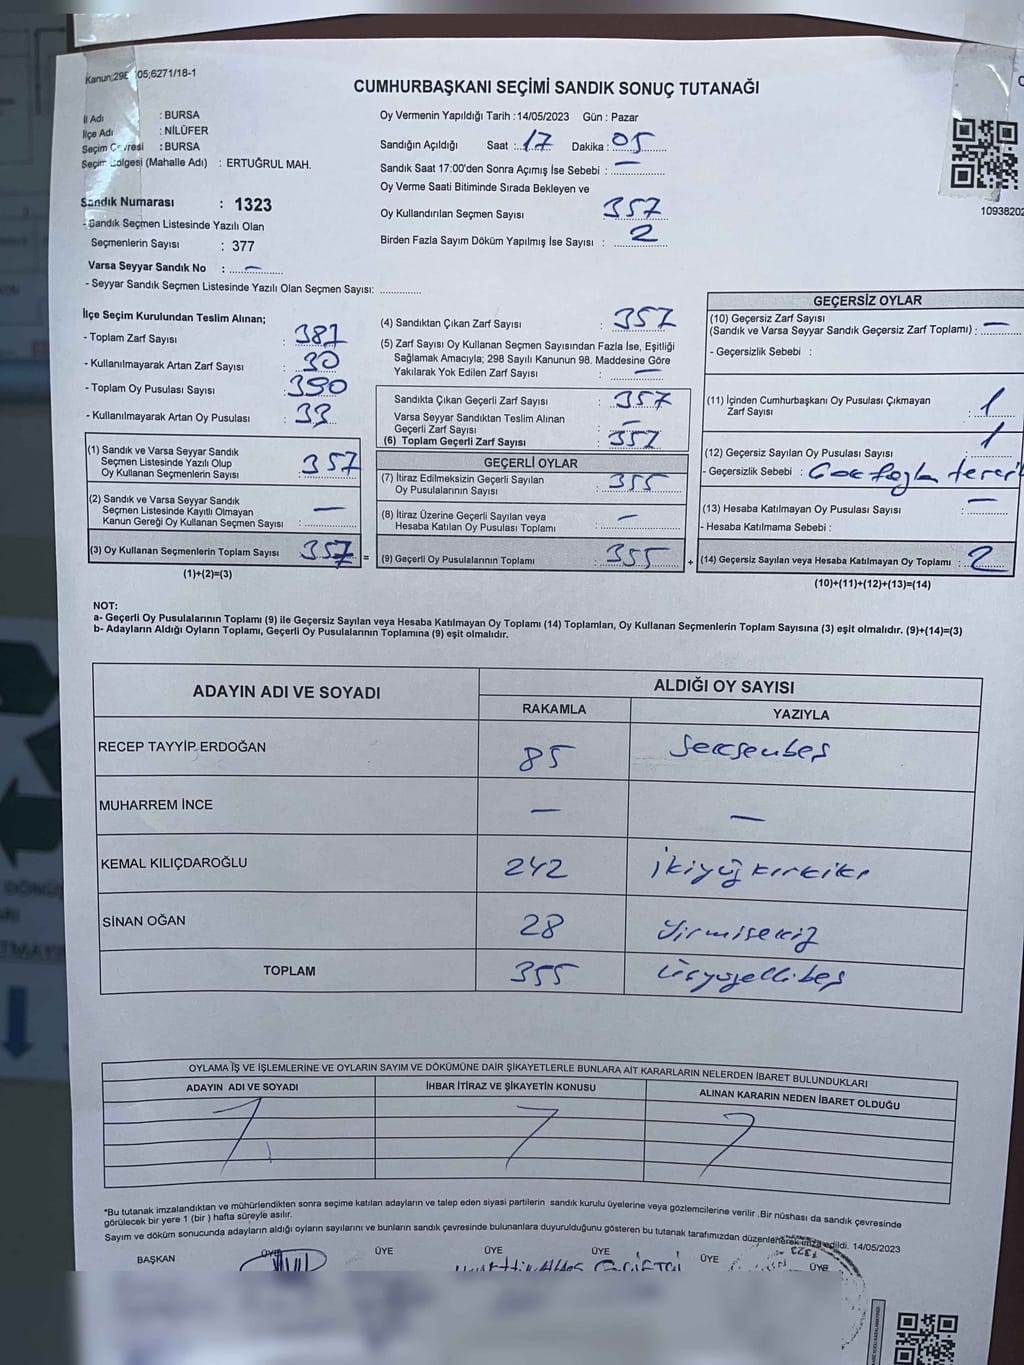 CUMHURBAŞKANI SEÇİMİ SANDIK SONUÇ TUTANAĞI
İl Adı : BURSA
İlçe Adı : NİLÜFER
Seçim Çevresi : BURSA
Seçim Bölgesi (Mahalle Adı) : ERTUĞRUL MAH.
Sandık Numarası : 1323
- Sandık Seçmen Listesinde Yazılı Olan
Seçmenlerin Sayısı : 377
Varsa Seyyar Sandık No : —
- Seyyar Sandık Seçmen Listesinde Yazılı Olan Seçmen Sayısı:
Oy Vermenin Yapıldığı Tarih : 14/05/2023 Gün : Pazar
Sandığın Açıldığı Saat : 17 Dakika : 05
Sandık Saat 17:00'den Sonra Açımış İse Sebebi : —
Oy Verme Saati Bitiminde Sırada Bekleyen ve
Oy Kullandırılan Seçmen Sayısı 357
Birden Fazla Sayım Döküm Yapılmış İse Sayısı : 2
10938202
İlçe Seçim Kurulundan Teslim Alınan;
- Toplam Zarf Sayısı : 387
- Kullanılmayarak Artan Zarf Sayısı : 30
- Toplam Oy Pusulası Sayısı : 390
- Kullanılmayarak Artan Oy Pusulası : 33
(1) Sandık ve Varsa Seyyar Sandık
Seçmen Listesinde Yazılı Olup
Oy Kullanan Seçmenlerin Sayısı : 357
(2) Sandık ve Varsa Seyyar Sandık
Seçmen Listesinde Kayıtlı Olmayan
Kanun Gereği Oy Kullanan Seçmen Sayısı : —
(3) Oy Kullanan Seçmenlerin Toplam Sayısı : 357 =
(1)+(2)=(3)
(4) Sandıktan Çıkan Zarf Sayısı : 357
(5) Zarf Sayısı Oy Kullanan Seçmen Sayısından Fazla İse, Eşitliği
Sağlamak Amacıyla; 298 Sayılı Kanunun 98. Maddesine Göre
Yakılarak Yok Edilen Zarf Sayısı : —
Sandıkta Çıkan Geçerli Zarf Sayısı : 357
Varsa Seyyar Sandıktan Teslim Alınan
Geçerli Zarf Sayısı : —
(6) Toplam Geçerli Zarf Sayısı : 357
GEÇERLİ OYLAR
(7) İtiraz Edilmeksizin Geçerli Sayılan
Oy Pusulalarının Sayısı : 355
(8) İtiraz Üzerine Geçerli Sayılan veya
Hesaba Katılan Oy Pusulası Toplamı : —
(9) Geçerli Oy Pusulalarının Toplamı : 355 +
GEÇERSİZ OYLAR
(10) Geçersiz Zarf Sayısı
(Sandık ve Varsa Seyyar Sandık Geçersiz Zarf Toplamı) : —
- Geçersizlik Sebebi :
(11) İçinden Cumhurbaşkanı Oy Pusulası Çıkmayan
Zarf Sayısı : 1
(12) Geçersiz Sayılan Oy Pusulası Sayısı : 1
- Geçersizlik Sebebi :
(13) Hesaba Katılmayan Oy Pusulası Sayısı : —
- Hesaba Katılmama Sebebi :
(14) Geçersiz Sayılan veya Hesaba Katılmayan Oy Toplamı : 2
(10)+(11)+(12)+(13)=(14)
NOT:
a- Geçerli Oy Pusulalarının Toplamı (9) ile Geçersiz Sayılan veya Hesaba Katılmayan Oy Toplamı (14) Toplamları, Oy Kullanan Seçmenlerin Toplam Sayısına (3) eşit olmalıdır. (9)+(14)=(3)
b- Adayların Aldığı Oyların Toplamı, Geçerli Oy Pusulalarının Toplamına (9) eşit olmalıdır.
ADAYIN ADI VE SOYADI ALDIĞI OY SAYISI
RAKAMLA YAZIYLA
RECEP TAYYİP ERDOĞAN 85 Seksenbeş
MUHARREM İNCE — —
KEMAL KILIÇDAROĞLU 242 ikiyüzkırkiki
SİNAN OĞAN 28 Yirmisekiz
TOPLAM 355 Üçyüzellibeş
OYLAMA İŞ VE İŞLEMLERİNE VE OYLARIN SAYIM VE DÖKÜMÜNE DAİR ŞİKAYETLERLE BUNLARA AİT KARARLARIN NELERDEN İBARET BULUNDUKLARI
ADAYIN ADI VE SOYADI İHBAR İTİRAZ VE ŞİKAYETİN KONUSU ALINAN KARARIN NEDEN İBARET OLDUĞU
*Bu tutanak imzalandıktan ve mühürlendikten sonra seçime katılan adayların ve talep eden siyasi partilerin sandık kurulu üyelerine veya gözlemcilerine verilir .Bir nüshası da sandık çevresinde
görülecek bir yere 1 (bir ) hafta süreyle asılır.
Sayım ve döküm sonucunda adayların aldığı oyların sayılarını ve bunların sandık çevresinde bulunanlara duyurulduğunu gösteren bu tutanak tarafımızdan düzenlenerek imza edildi. 14/05/2023
BAŞKAN ÜYE ÜYE ÜYE ÜYE ÜYE ÜYE